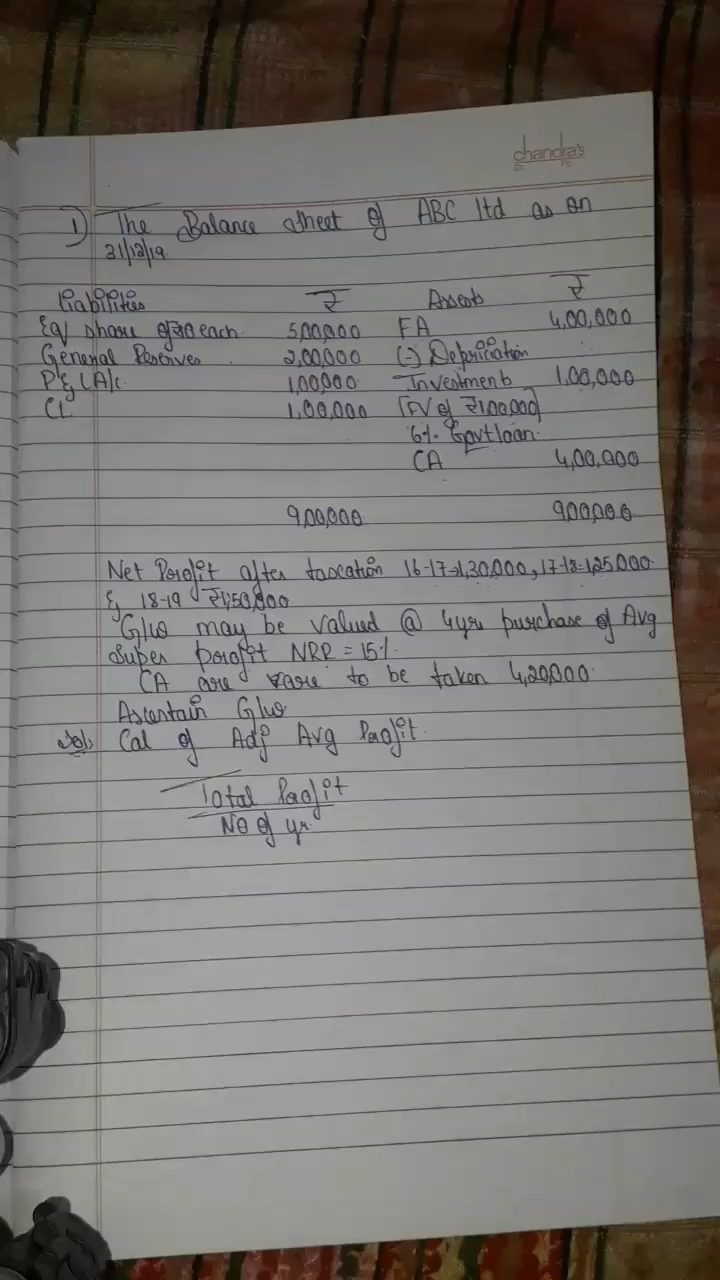 chandra's
1) The Balance sheet of ABC ltd as on
31/12/19.
Liabilities ₹ Assets ₹
Eq share of each. 5,00,000 FA 4,00,000
General Reserves 2,00,000 (-) Depriciation
P & L A/c. 1,00,000 Investment 1,00,000
CL 1,00,000 [FV of ₹1,00,000]
6% Govt loan.
CA 4,00,000
9,00,000 9,00,000
Net Profit after taxcation 16-17=1,30,000, 17-18=1,25,000
& 18-19 ₹1,50,000
G/w may be valued @ 4yr purchase of Avg
super profit NRR = 15%.
CA are to be taken 4,20,000.
Ascentain G/w
Sol: Cal of Adj Avg Profit.
Total Profit
No of yr.